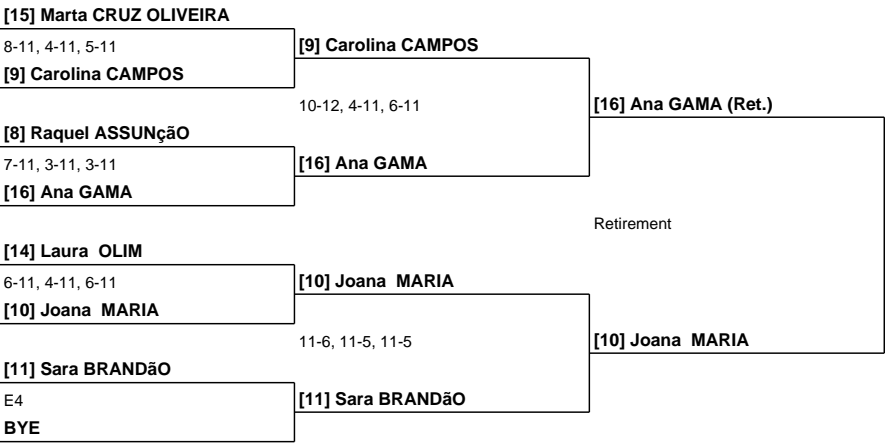 [15] Marta CRUZ OLIVEIRA
8-11, 4-11, 5-11
[9] Carolina CAMPOS
[9] Carolina CAMPOS
10-12, 4-11, 6-11
[16] Ana GAMA (Ret.)
[8] Raquel ASSUNçãO
7-11, 3-11, 3-11
[16] Ana GAMA
[16] Ana GAMA
Retirement
[14] Laura OLIM
6-11, 4-11, 6-11
[10] Joana MARIA
[10] Joana MARIA
11-6, 11-5, 11-5
[10] Joana MARIA
[11] Sara BRANDãO
E4
[11] Sara BRANDãO
BYE